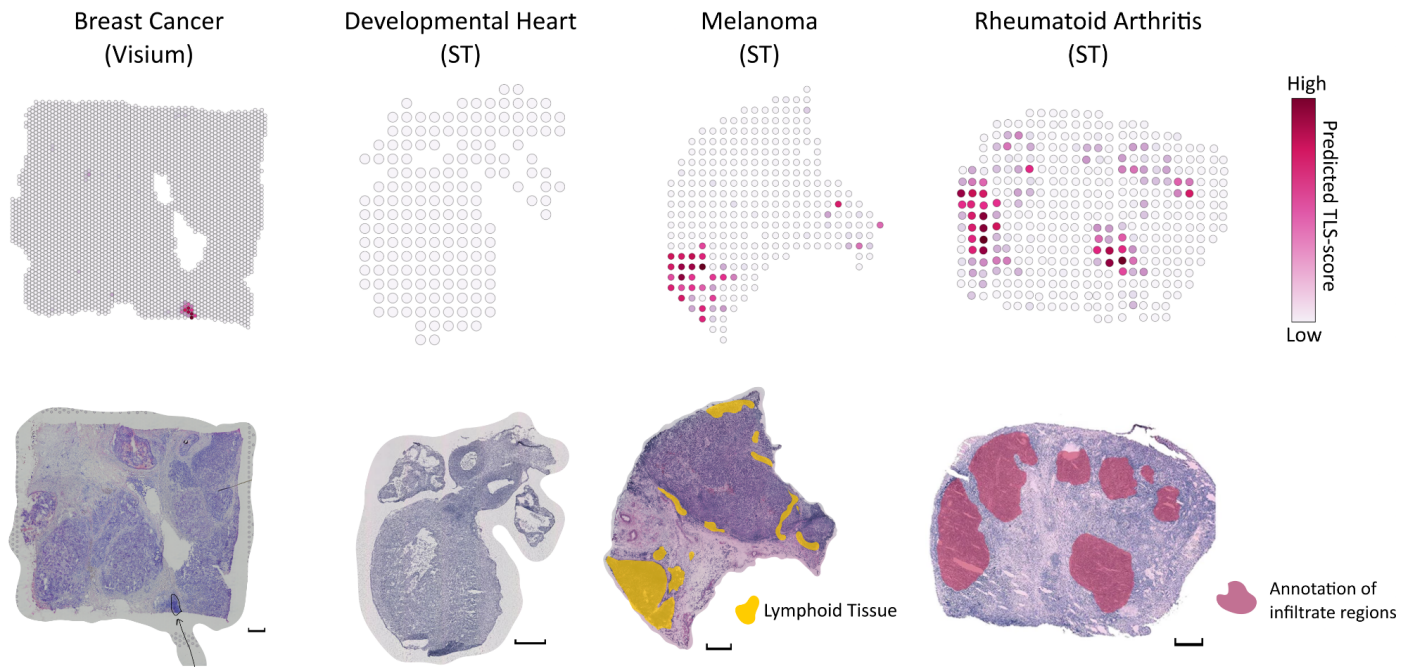 Breast Cancer
(Visium)
Developmental Heart
(ST)
Melanoma
(ST)
Rheumatoid Arthritis
(ST)
High
Predicted TLS-score
Low
Lymphoid Tissue
Annotation of
infiltrate regions